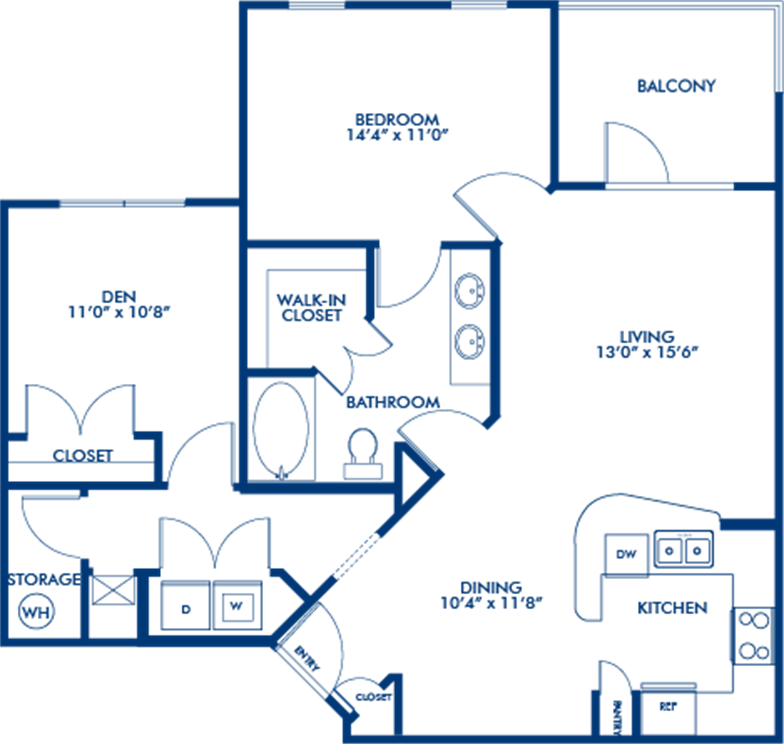 BALCONY
BEDROOM
14'4" x 11'0"
DEN
11'0" x 10'8"
WALK-IN
CLOSET
LIVING
13'0" x 15'6"
BATHROOM
CLOSET
DW
STORAGE
WH
D
W
DINING
10'4" x 11'8"
KITCHEN
ENTRY
CLOSET
PANTRY
REF